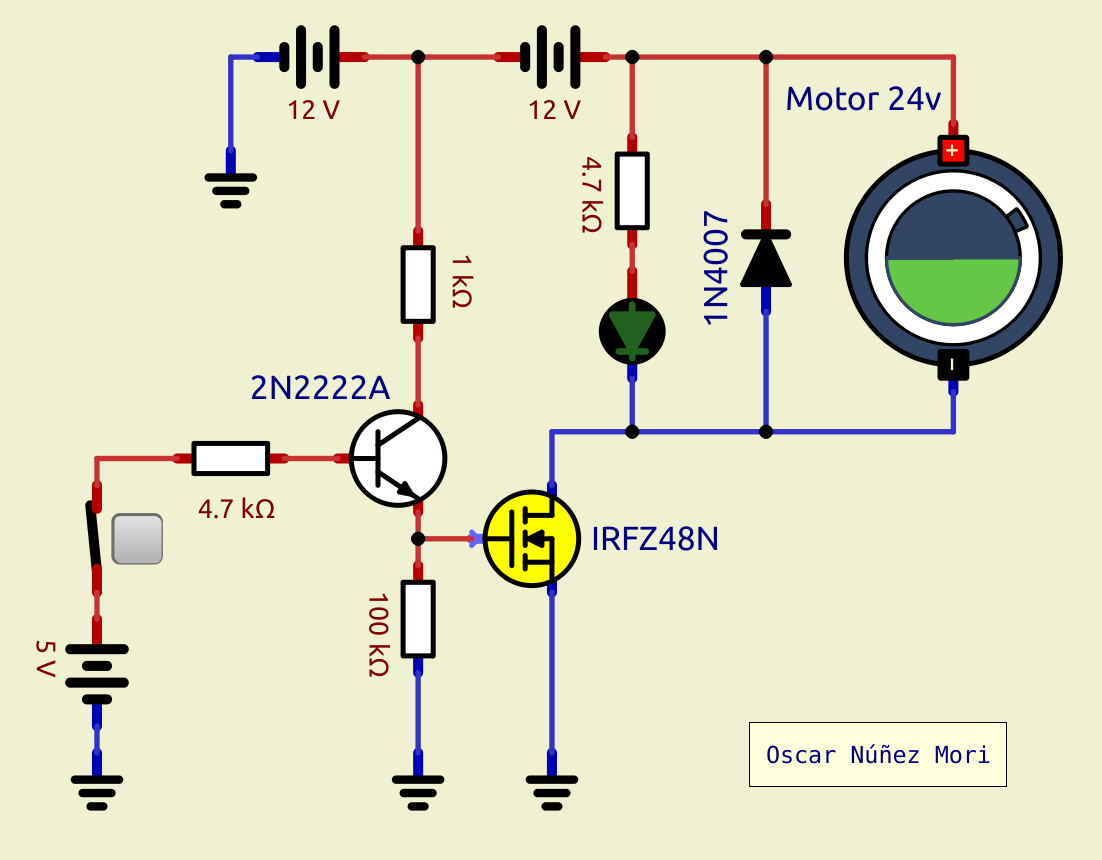 12 V
12 V
Motor 24v
+
4.7 kΩ
1N4007
1 kΩ
2N2222A
4.7 kΩ
IRFZ48N
100 kΩ
5 V
Oscar Núñez Mori